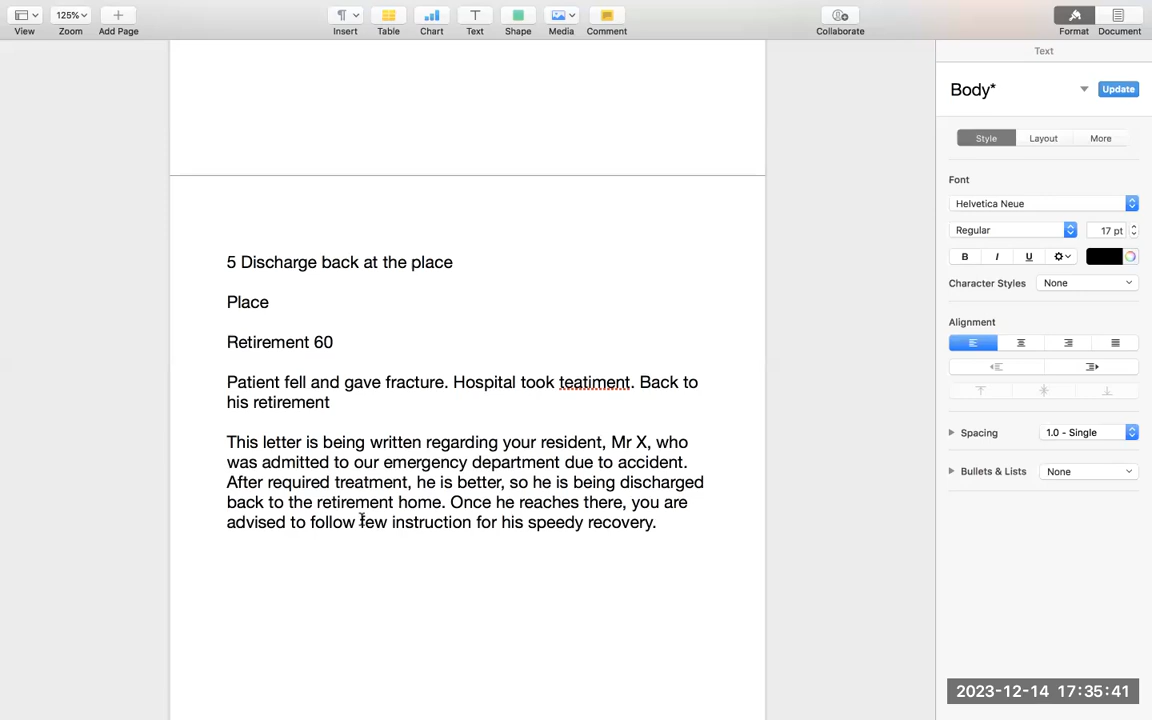 View
125%
Zoom
Add Page
Insert
Table
Chart
Text
Shape
Media
Comment
Collaborate
Format
Document
Text
Body*
Update
Style
Layout
More
Font
Helvetica Neue
Regular
17 pt
B I U
Character Styles
None
Alignment
Spacing
1.0 - Single
Bullets & Lists
None
5 Discharge back at the place
Place
Retirement 60
Patient fell and gave fracture. Hospital took teatiment. Back to
his retirement
This letter is being written regarding your resident, Mr X, who
was admitted to our emergency department due to accident.
After required treatment, he is better, so he is being discharged
back to the retirement home. Once he reaches there, you are
advised to follow few instruction for his speedy recovery.
2023-12-14 17:35:41